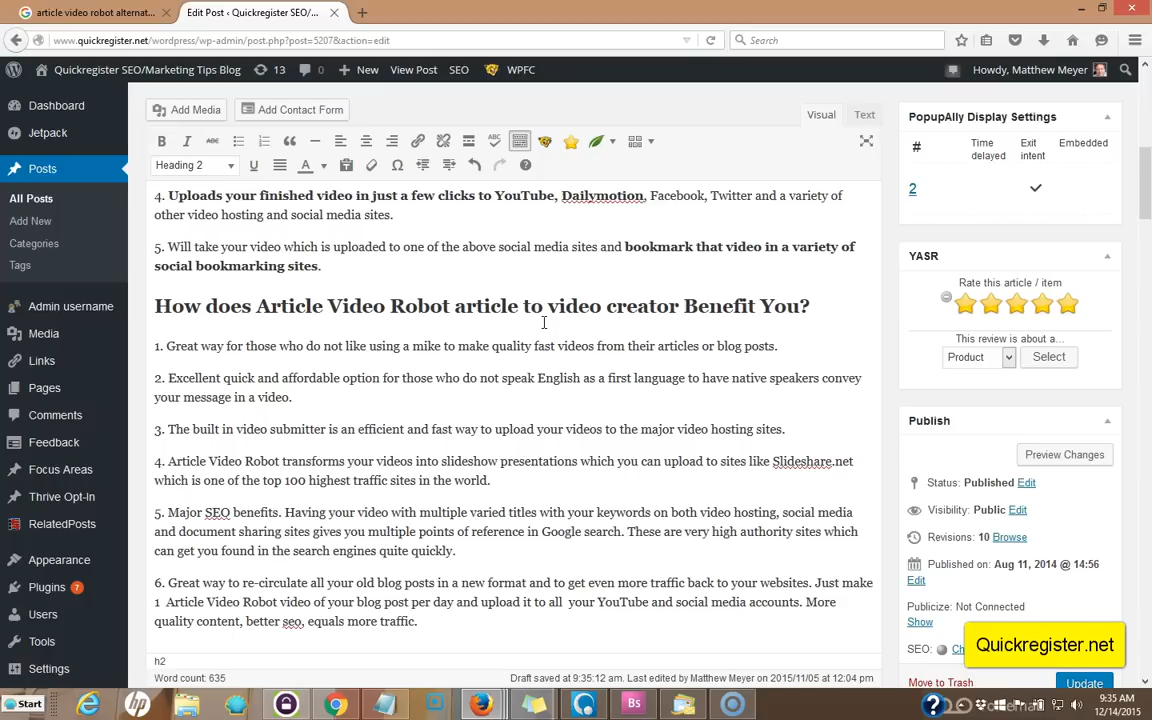 article video robot alternat...
Edit Post ‹ Quickregister SEO/...
www.quickregister.net/wordpress/wp-admin/post.php?post=5207&action=edit
Search
Quickregister SEO/Marketing Tips Blog
13
0
New
View Post
SEO
WPFC
Howdy, Matthew Meyer
Dashboard
Jetpack
Posts
All Posts
Add New
Categories
Tags
Admin username
Media
Links
Pages
Comments
Feedback
Focus Areas
Thrive Opt-In
RelatedPosts
Appearance
Plugins 7
Users
Tools
Settings
Add Media
Add Contact Form
Visual
Text
B I ABC
ABC
Heading 2
U
A
4. Uploads your finished video in just a few clicks to YouTube, Dailymotion, Facebook, Twitter and a variety of
other video hosting and social media sites.
5. Will take your video which is uploaded to one of the above social media sites and bookmark that video in a variety of
social bookmarking sites.
How does Article Video Robot article to video creator Benefit You?
1. Great way for those who do not like using a mike to make quality fast videos from their articles or blog posts.
2. Excellent quick and affordable option for those who do not speak English as a first language to have native speakers convey
your message in a video.
3. The built in video submitter is an efficient and fast way to upload your videos to the major video hosting sites.
4. Article Video Robot transforms your videos into slideshow presentations which you can upload to sites like Slideshare.net
which is one of the top 100 highest traffic sites in the world.
5. Major SEO benefits. Having your video with multiple varied titles with your keywords on both video hosting, social media
and document sharing sites gives you multiple points of reference in Google search. These are very high authority sites which
can get you found in the search engines quite quickly.
6. Great way to re-circulate all your old blog posts in a new format and to get even more traffic back to your websites. Just make
1 Article Video Robot video of your blog post per day and upload it to all your YouTube and social media accounts. More
quality content, better seo, equals more traffic.
h2
Word count: 635
Draft saved at 9:35:12 am. Last edited by Matthew Meyer on 2015/11/05 at 12:04 pm
PopupAlly Display Settings
#
Time
delayed
Exit
intent
Embedded
2
YASR
Rate this article / item
This review is about a...
Product
Select
Publish
Preview Changes
Status: Published Edit
Visibility: Public Edit
Revisions: 10 Browse
Published on: Aug 11, 2014 @ 14:56
Edit
Publicize: Not Connected
Show
SEO:
Quickregister.net
Move to Trash
Update
Start
hp
Bs
9:35 AM
12/14/2015